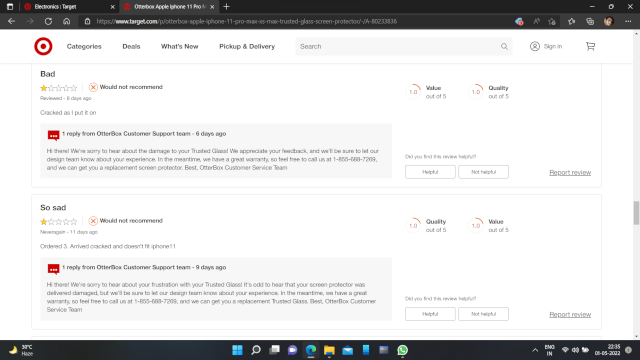 Electronics : Target
Otterbox Apple iphone 11 Pro M
https://www.target.com/p/otterbox-apple-iphone-11-pro-max-xs-max-trusted-glass-screen-protector/-/A-80233836
Categories Deals What's New Pickup & Delivery Search Sign in
Bad
Would not recommend
Reviewed - 8 days ago
Cracked as I put it on
1.0 Value out of 5
1.0 Quality out of 5
1 reply from OtterBox Customer Support team - 6 days ago
Hi there! We're sorry to hear about the damage to your Trusted Glass! We appreciate your feedback, and we'll be sure to let our
design team know about your experience. In the meantime, we have a great warranty, so feel free to call us at 1-855-688-7269,
and we can get you a replacement screen protector. Best, OtterBox Customer Service Team
Did you find this review helpful?
Helpful Not helpful Report review
So sad
Would not recommend
Newsagain - 11 days ago
Ordered 3. Arrived cracked and doesn't fit iphone11
1.0 Quality out of 5
1.0 Value out of 5
1 reply from OtterBox Customer Support team - 9 days ago
Hi there! We're sorry to hear about your frustration with your Trusted Glass! It's odd to hear that your screen protector was
delivered damaged, but we'll be sure to let our design team know about your experience. In the meantime, we have a great
warranty, so feel free to call us at 1-855-688-7269, and we can get you a replacement Trusted Glass. Best, OtterBox Customer
Service Team
Did you find this review helpful?
Helpful Not helpful Report review
30°C
Haze
ENG
IN
22:35
01-05-2022